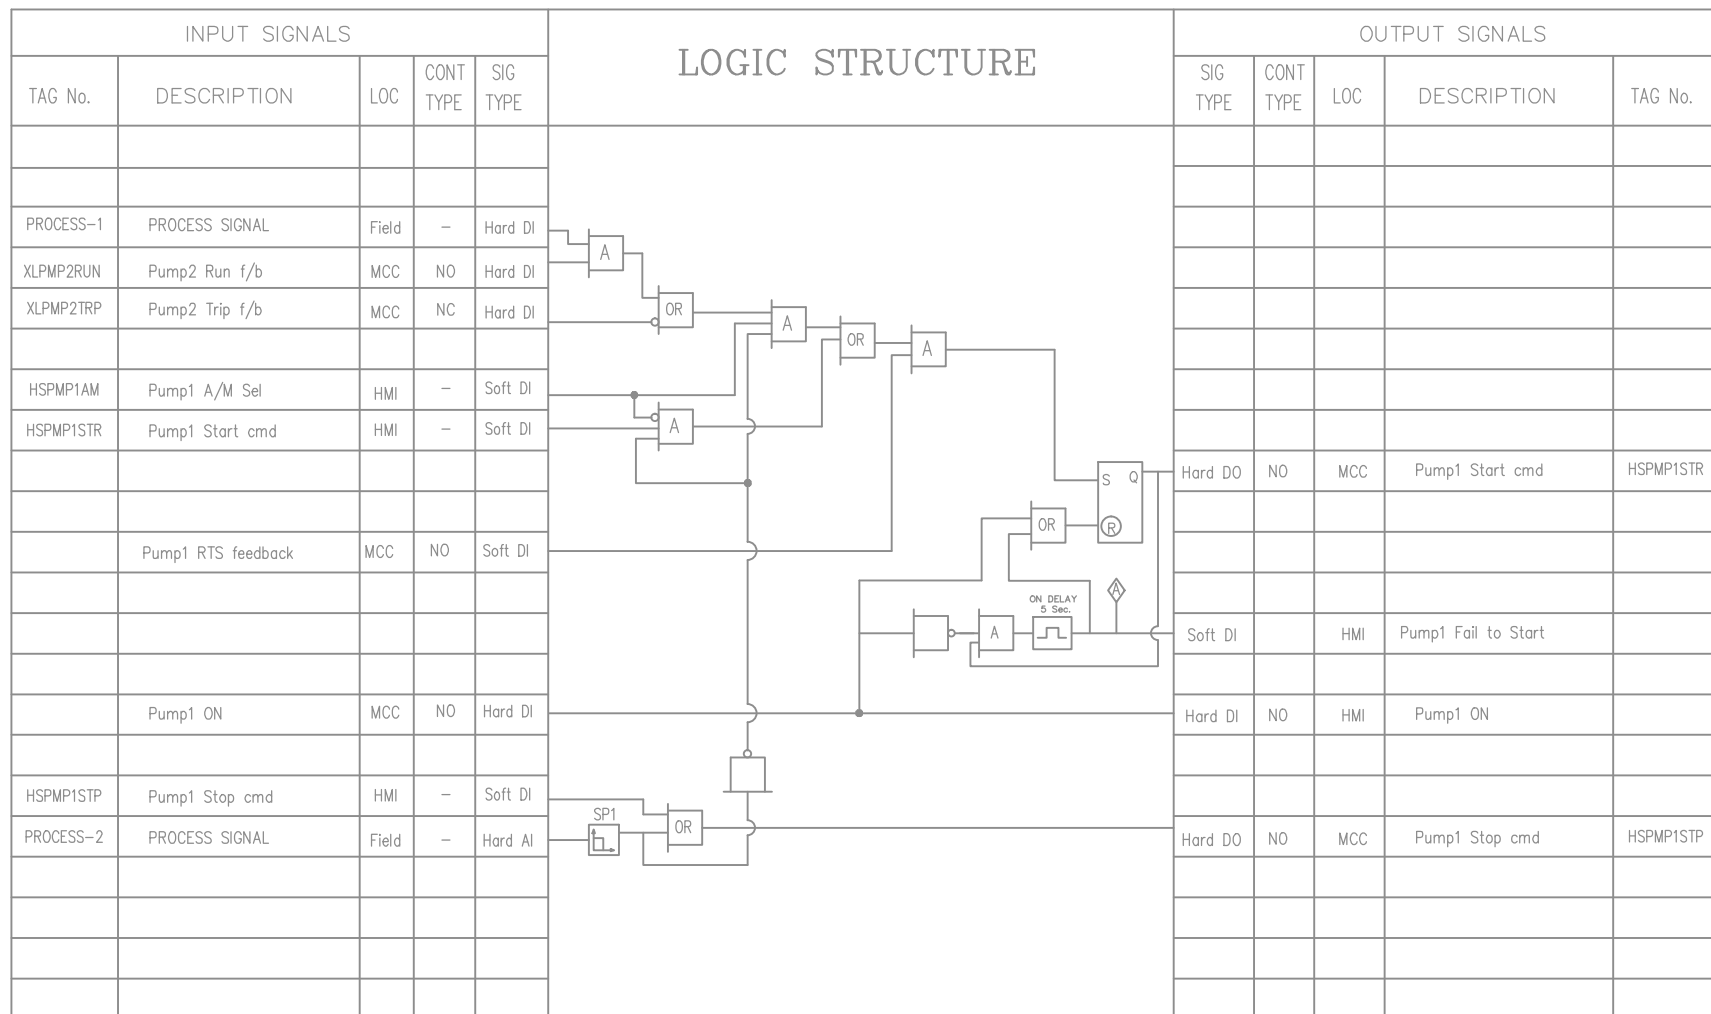 INPUT SIGNALS
LOGIC STRUCTURE
OUTPUT SIGNALS
TAG No. DESCRIPTION LOC CONT TYPE SIG TYPE
SIG TYPE CONT TYPE LOC DESCRIPTION TAG No.
PROCESS-1 PROCESS SIGNAL Field - Hard DI
A
XLPMP2RUN Pump2 Run f/b MCC NO Hard DI
XLPMP2TRP Pump2 Trip f/b MCC NC Hard DI
OR
A
OR
A
HSPMP1AM Pump1 A/M Sel HMI - Soft DI
HSPMP1STR Pump1 Start cmd HMI - Soft DI
A
S Q
R
Hard DO NO MCC Pump1 Start cmd HSPMP1STR
OR
Pump1 RTS feedback MCC NO Soft DI
A
ON DELAY
5 Sec.
A
Soft DI HMI Pump1 Fail to Start
Pump1 ON MCC NO Hard DI
Hard DI NO HMI Pump1 ON
HSPMP1STP Pump1 Stop cmd HMI - Soft DI
SP1
OR
PROCESS-2 PROCESS SIGNAL Field - Hard AI
Hard DO NO MCC Pump1 Stop cmd HSPMP1STP